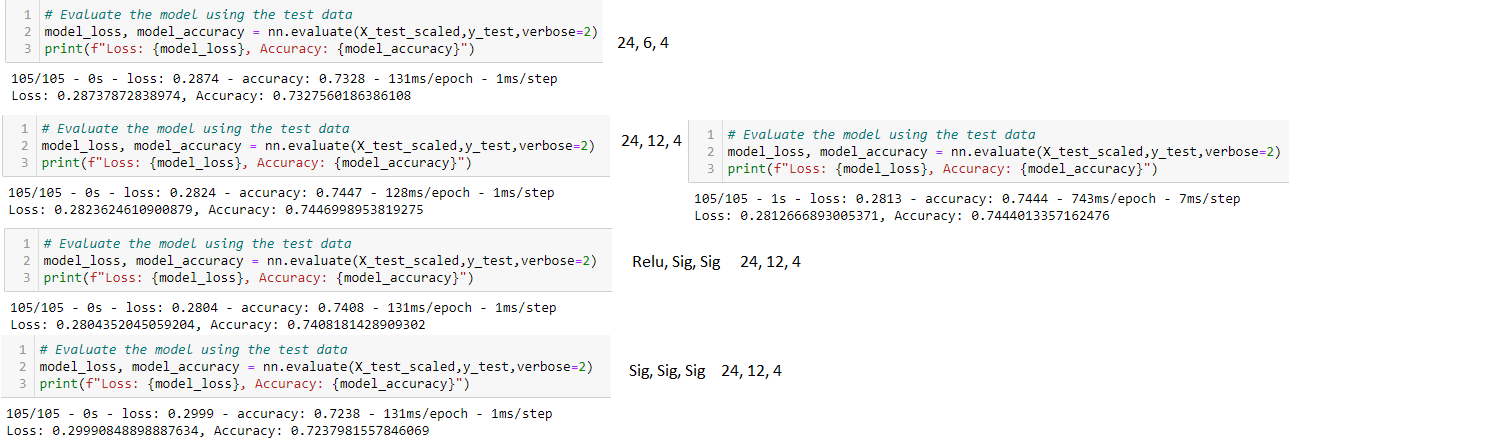 1 # Evaluate the model using the test data
2 model_loss, model_accuracy = nn.evaluate(X_test_scaled,y_test,verbose=2)
3 print(f"Loss: {model_loss}, Accuracy: {model_accuracy}")
24, 6, 4
105/105 - 0s - loss: 0.2874 - accuracy: 0.7328 - 131ms/epoch - 1ms/step
Loss: 0.28737872838974, Accuracy: 0.7327560186386108
1 # Evaluate the model using the test data
2 model_loss, model_accuracy = nn.evaluate(X_test_scaled,y_test,verbose=2)
3 print(f"Loss: {model_loss}, Accuracy: {model_accuracy}")
105/105 - 0s - loss: 0.2824 - accuracy: 0.7447 - 128ms/epoch - 1ms/step
Loss: 0.2823624610900879, Accuracy: 0.7446998953819275
24, 12, 4
1 # Evaluate the model using the test data
2 model_loss, model_accuracy = nn.evaluate(X_test_scaled,y_test,verbose=2)
3 print(f"Loss: {model_loss}, Accuracy: {model_accuracy}")
105/105 - 1s - loss: 0.2813 - accuracy: 0.7444 - 743ms/epoch - 7ms/step
Loss: 0.2812666893005371, Accuracy: 0.7444013357162476
1 # Evaluate the model using the test data
2 model_loss, model_accuracy = nn.evaluate(X_test_scaled,y_test,verbose=2)
3 print(f"Loss: {model_loss}, Accuracy: {model_accuracy}")
Relu, Sig, Sig 24, 12, 4
105/105 - 0s - loss: 0.2804 - accuracy: 0.7408 - 131ms/epoch - 1ms/step
Loss: 0.2804352045059204, Accuracy: 0.7408181428909302
1 # Evaluate the model using the test data
2 model_loss, model_accuracy = nn.evaluate(X_test_scaled,y_test,verbose=2)
3 print(f"Loss: {model_loss}, Accuracy: {model_accuracy}")
Sig, Sig, Sig 24, 12, 4
105/105 - 0s - loss: 0.2999 - accuracy: 0.7238 - 131ms/epoch - 1ms/step
Loss: 0.29990848898887634, Accuracy: 0.7237981557846069